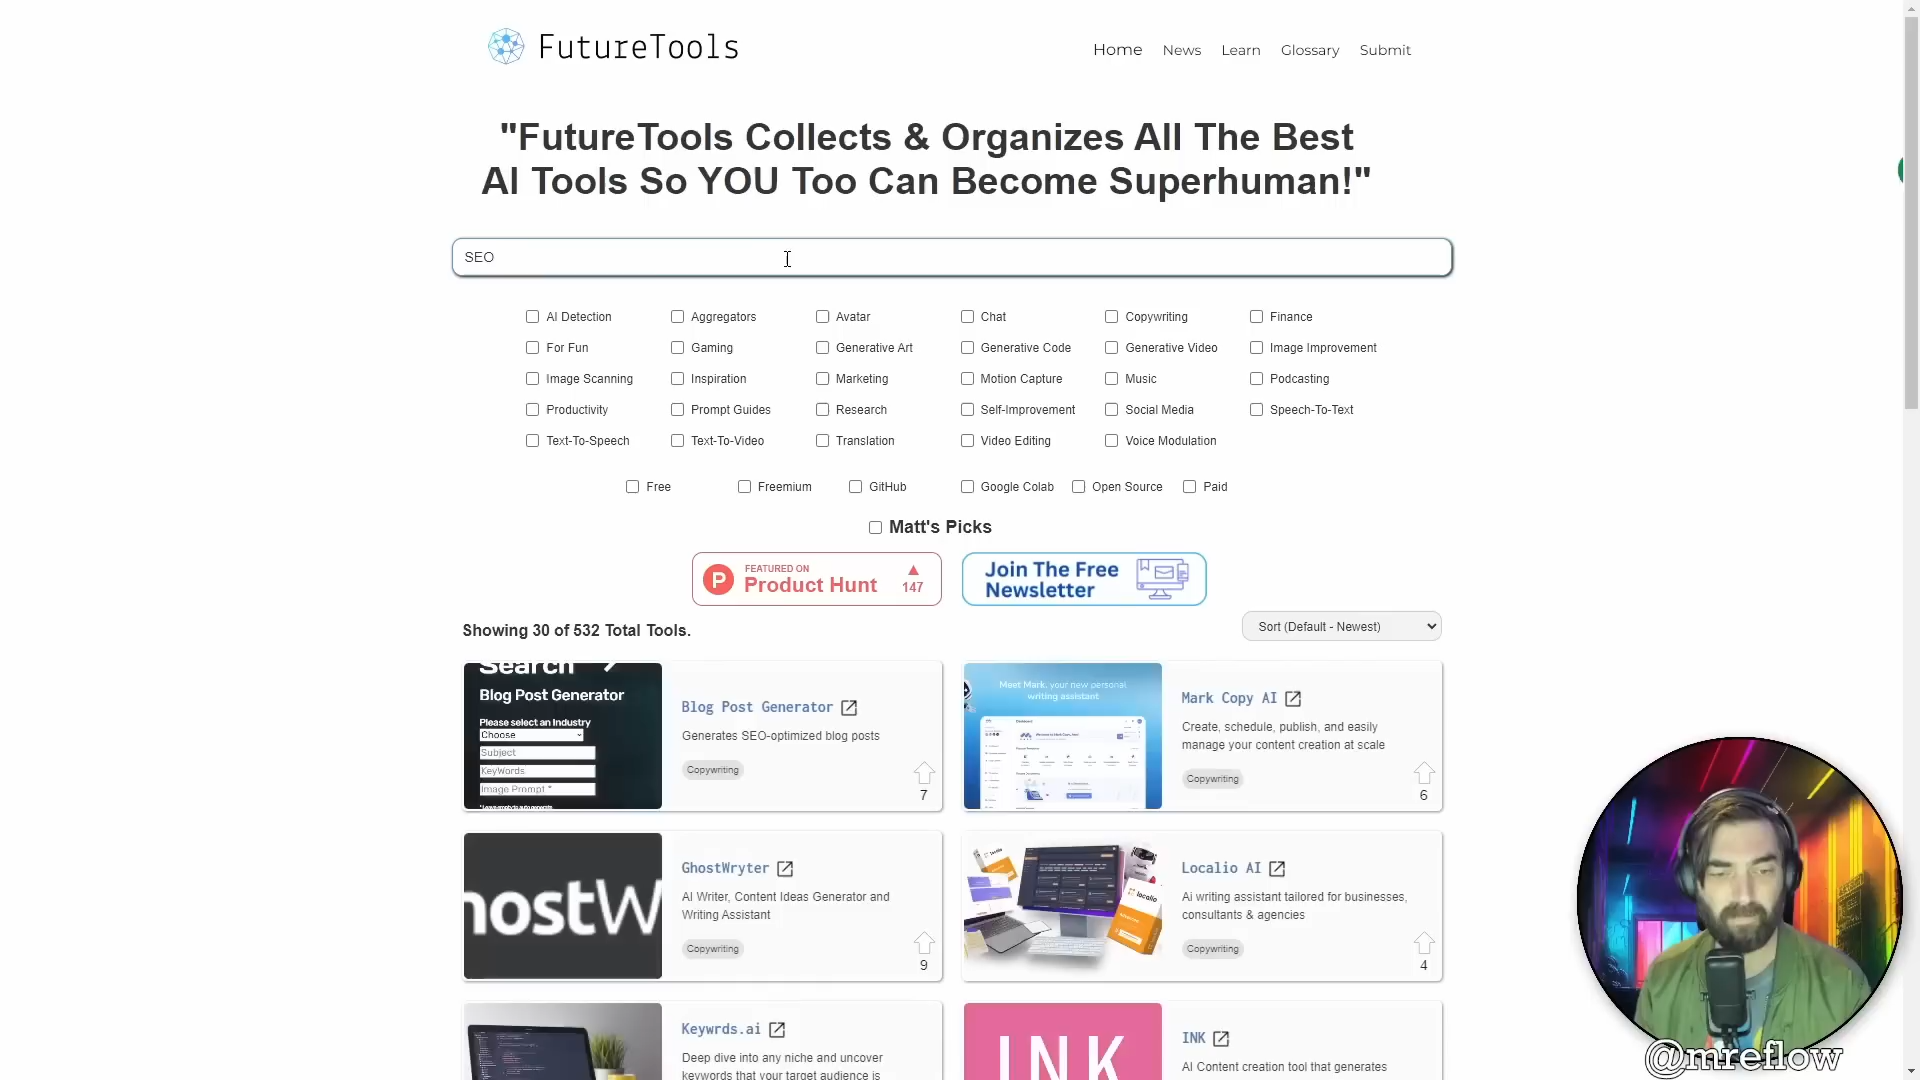 FutureTools
Home News Learn Glossary Submit
"FutureTools Collects & Organizes All The Best
AI Tools So YOU Too Can Become Superhuman!"
SEO
AI Detection Aggregators Avatar Chat Copywriting Finance
For Fun Gaming Generative Art Generative Code Generative Video Image Improvement
Image Scanning Inspiration Marketing Motion Capture Music Podcasting
Productivity Prompt Guides Research Self-Improvement Social Media Speech-To-Text
Text-To-Speech Text-To-Video Translation Video Editing Voice Modulation
Free Freemium GitHub Google Colab Open Source Paid
Matt's Picks
P FEATURED ON
Product Hunt
147
Join The Free
Newsletter
Showing 30 of 532 Total Tools.
Sort (Default - Newest)
Search
Blog Post Generator
Please select an Industry
Choose
Subject
KeyWords
Image Prompt *
Blog Post Generator
Generates SEO-optimized blog posts
Copywriting
7
Meet Mark, your new personal
writing assistant
Mark Copy AI
Create, schedule, publish, and easily
manage your content creation at scale
Copywriting
6
hostW
GhostWryter
AI Writer, Content Ideas Generator and
Writing Assistant
Copywriting
9
localio
Localio AI
Ai writing assistant tailored for businesses,
consultants & agencies
Copywriting
4
Keywrds.ai
Deep dive into any niche and uncover
keywords that your target audience is
INK
INK
AI Content creation tool that generates
@mreflow